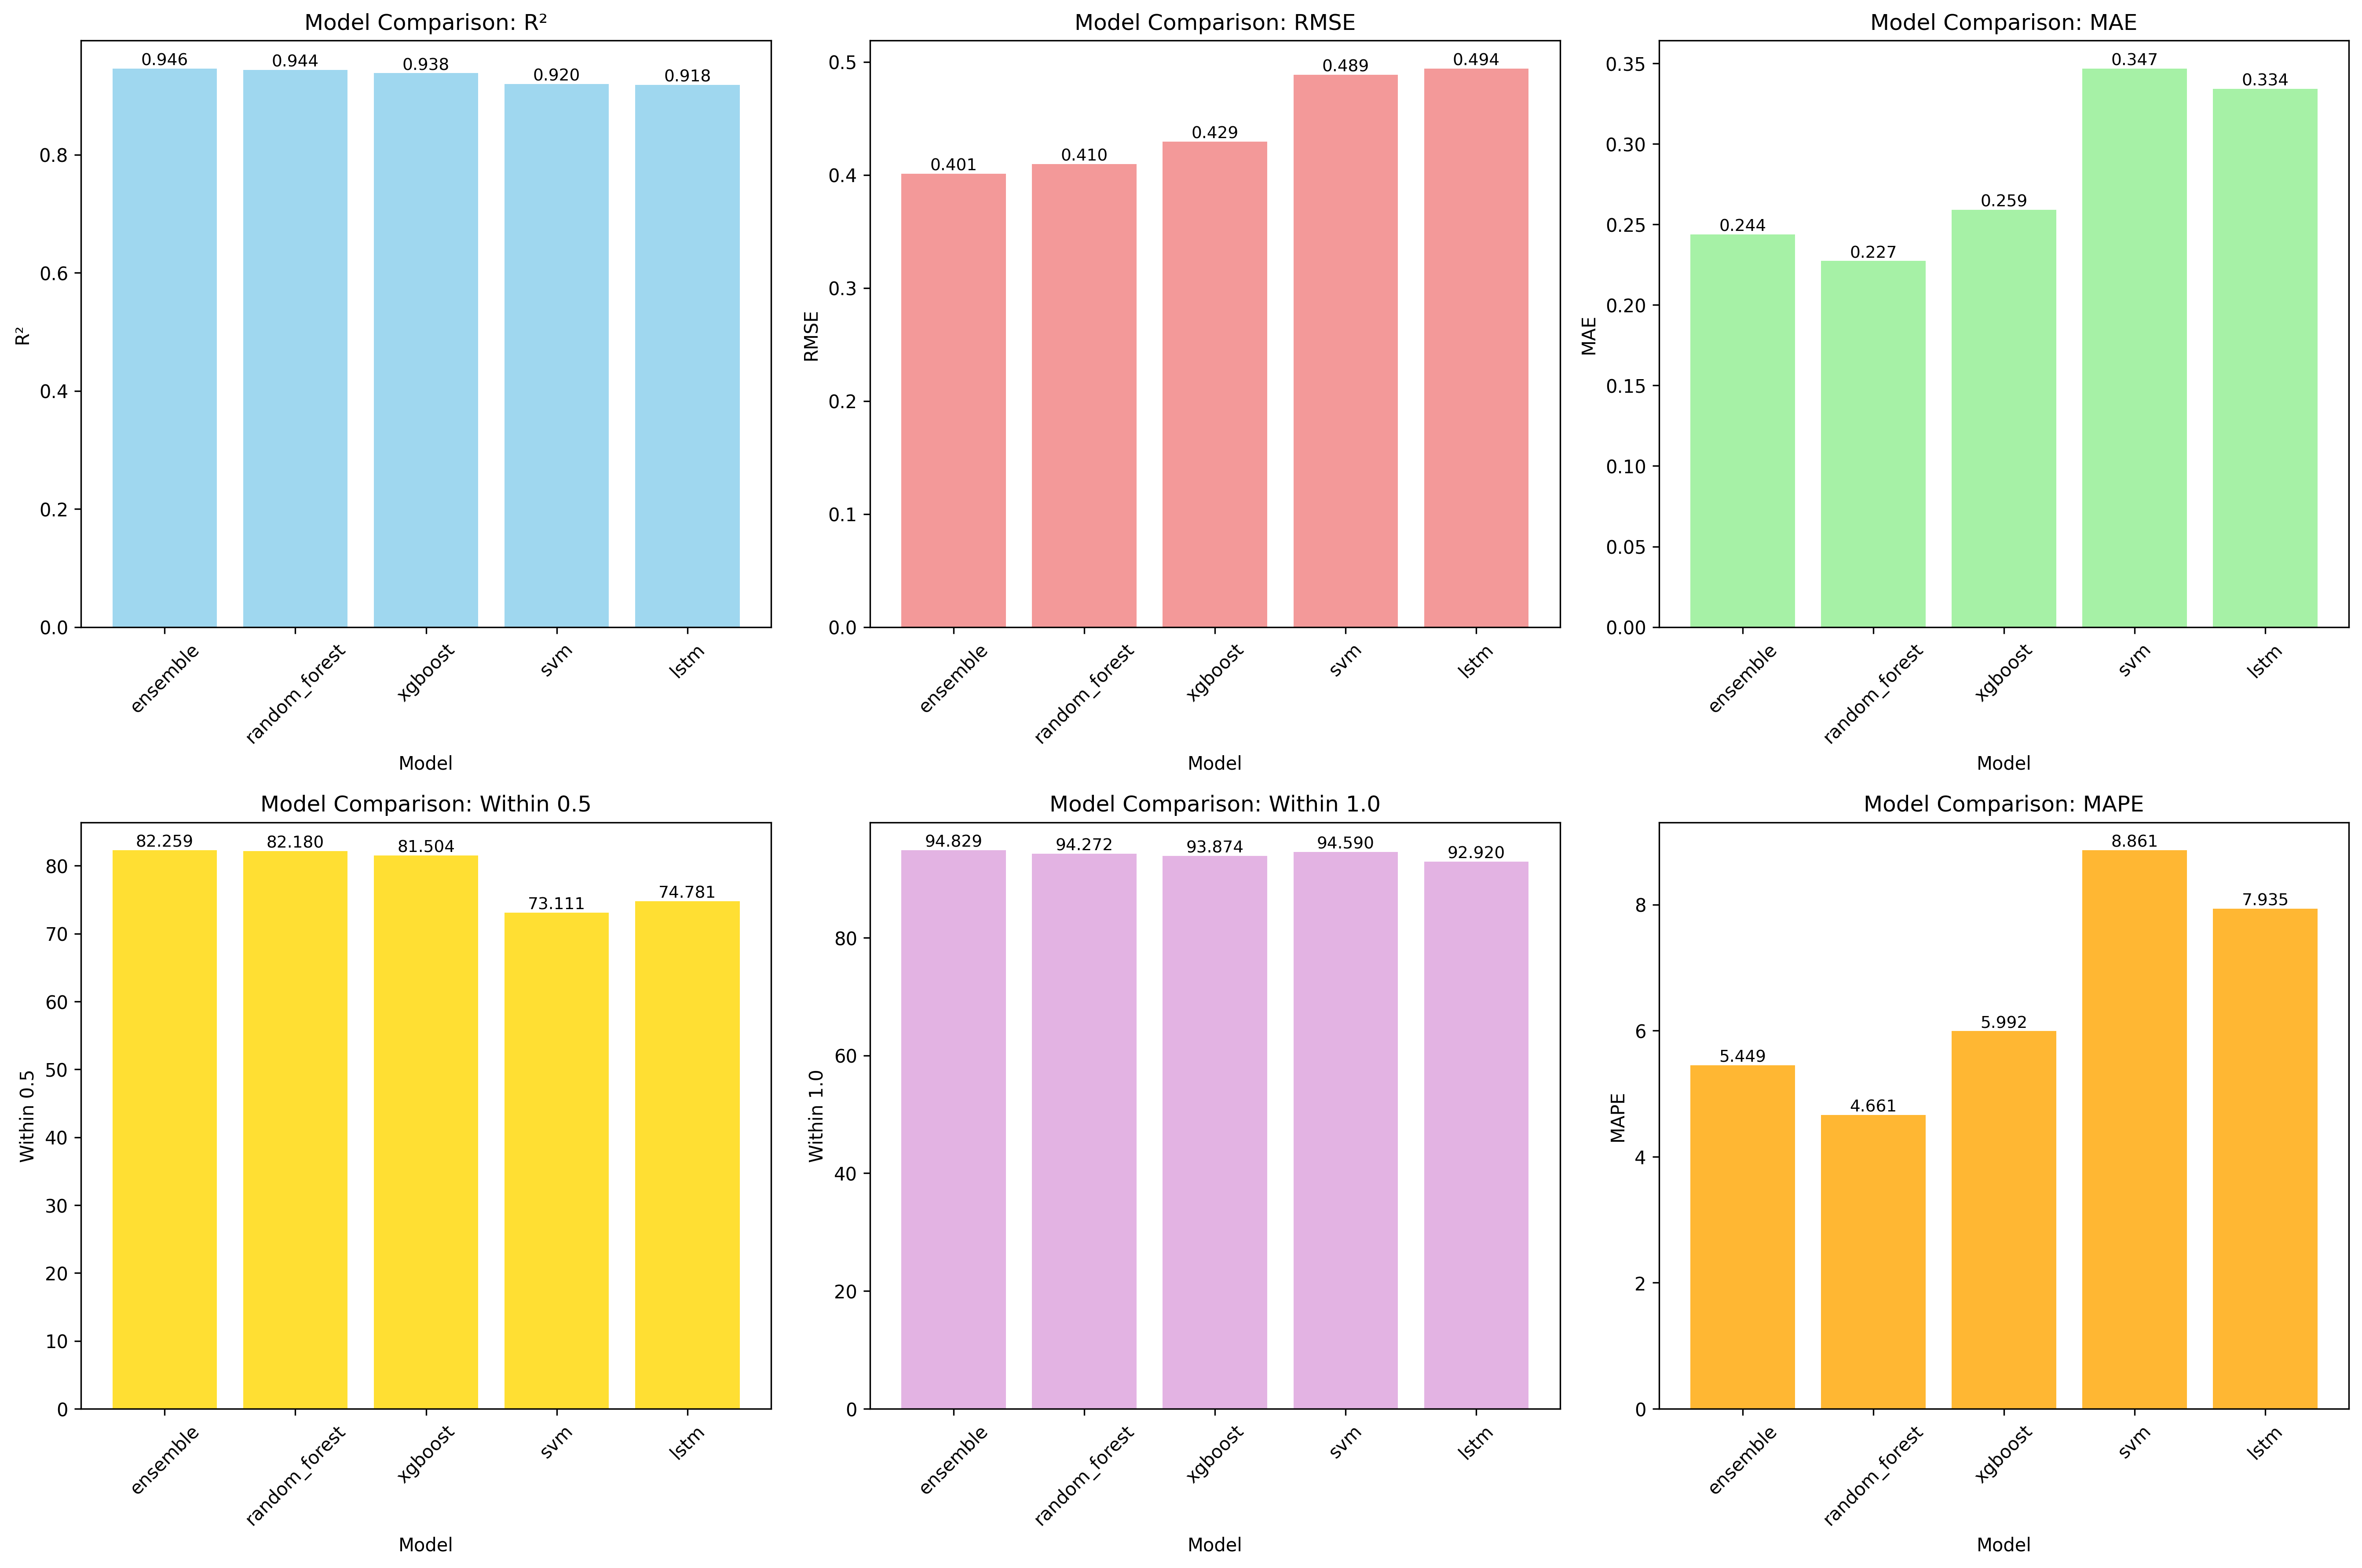 Model Comparison: R²
0.946
0.944
0.938
0.920
0.918
0.8
0.6
0.4
0.2
0.0
R²
ensemble
random_forest
xgboost
svm
lstm
Model
Model Comparison: RMSE
0.401
0.410
0.429
0.489
0.494
0.5
0.4
0.3
0.2
0.1
0.0
RMSE
ensemble
random_forest
xgboost
svm
lstm
Model
Model Comparison: MAE
0.244
0.227
0.259
0.347
0.334
0.35
0.30
0.25
0.20
0.15
0.10
0.05
0.00
MAE
ensemble
random_forest
xgboost
svm
lstm
Model
Model Comparison: Within 0.5
82.259
82.180
81.504
73.111
74.781
80
70
60
50
40
30
20
10
0
Within 0.5
ensemble
random_forest
xgboost
svm
lstm
Model
Model Comparison: Within 1.0
94.829
94.272
93.874
94.590
92.920
80
60
40
20
0
Within 1.0
ensemble
random_forest
xgboost
svm
lstm
Model
Model Comparison: MAPE
5.449
4.661
5.992
8.861
7.935
8
6
4
2
0
MAPE
ensemble
random_forest
xgboost
svm
lstm
Model